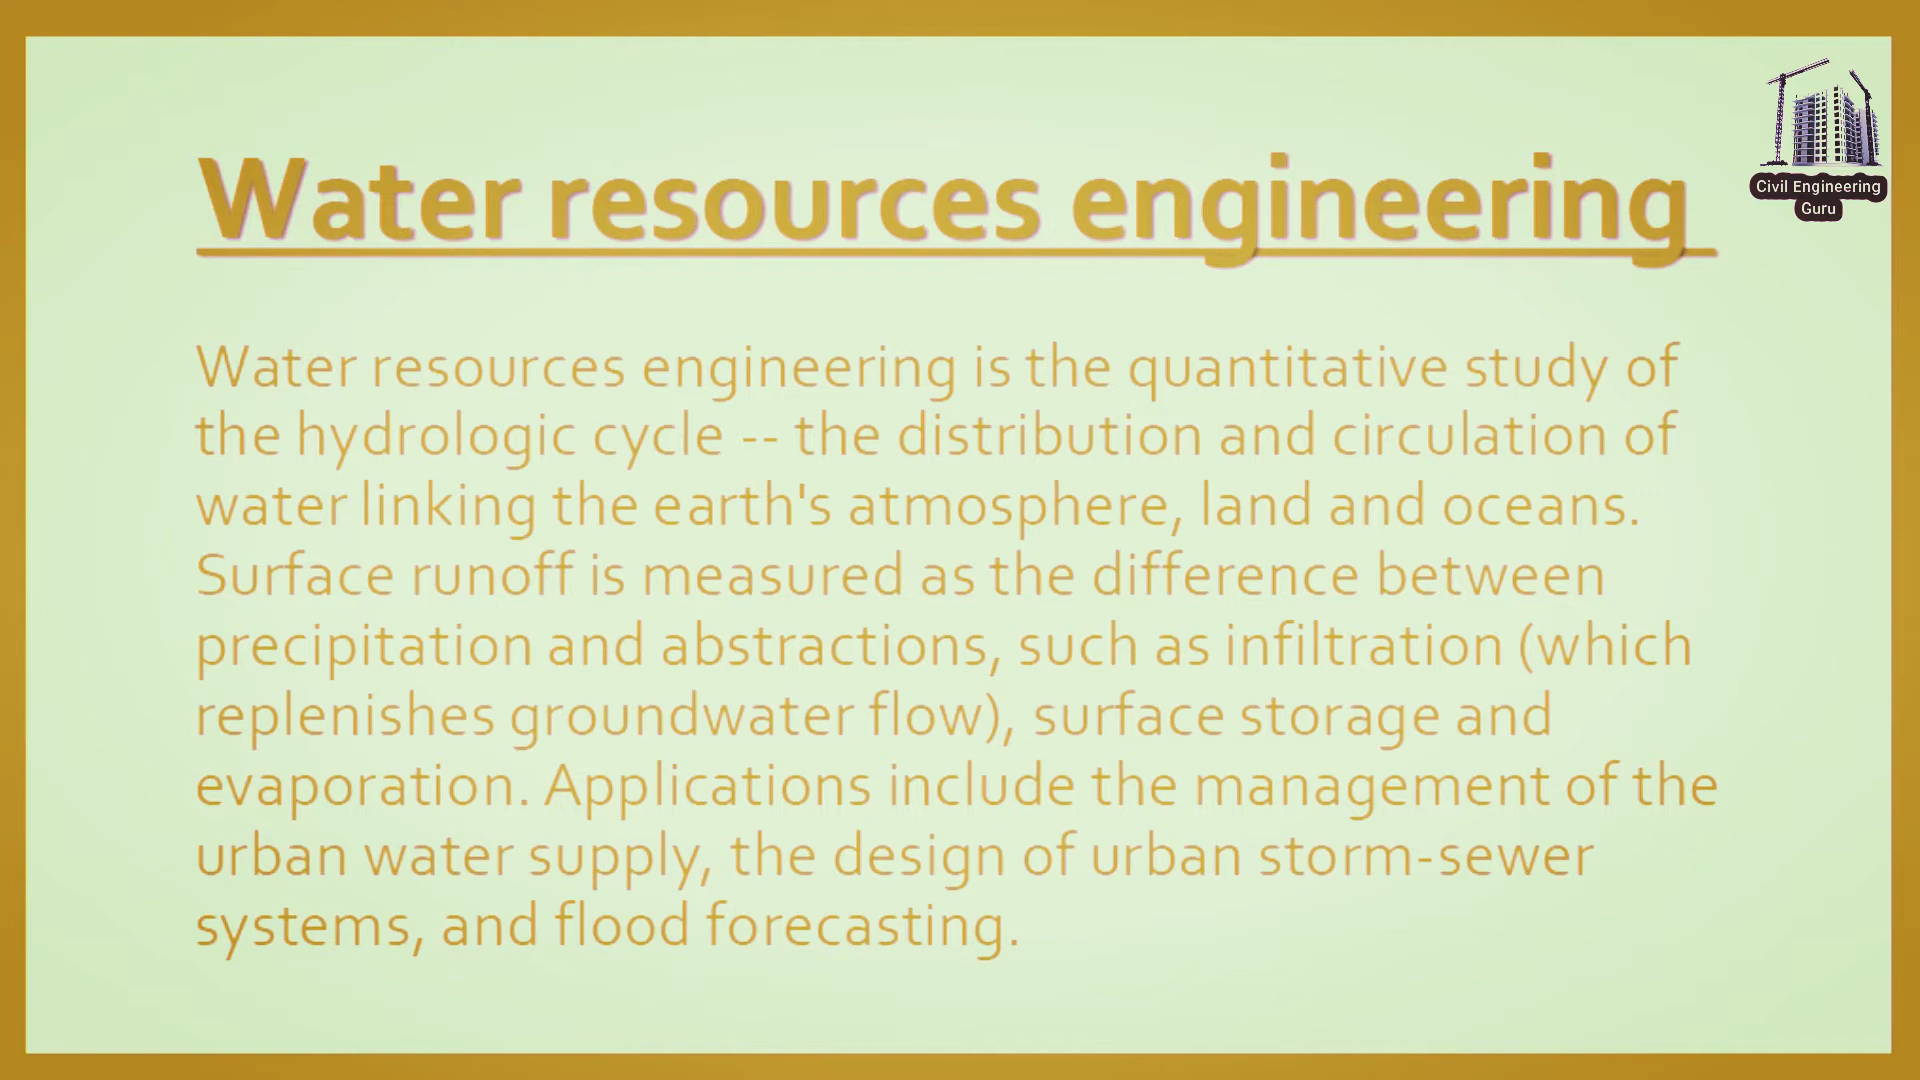 Water resources engineering
Civil Engineering
Guru
Water resources engineering is the quantitative study of
the hydrologic cycle -- the distribution and circulation of
water linking the earth's atmosphere, land and oceans.
Surface runoff is measured as the difference between
precipitation and abstractions, such as infiltration (which
replenishes groundwater flow), surface storage and
evaporation. Applications include the management of the
urban water supply, the design of urban storm-sewer
systems, and flood forecasting.